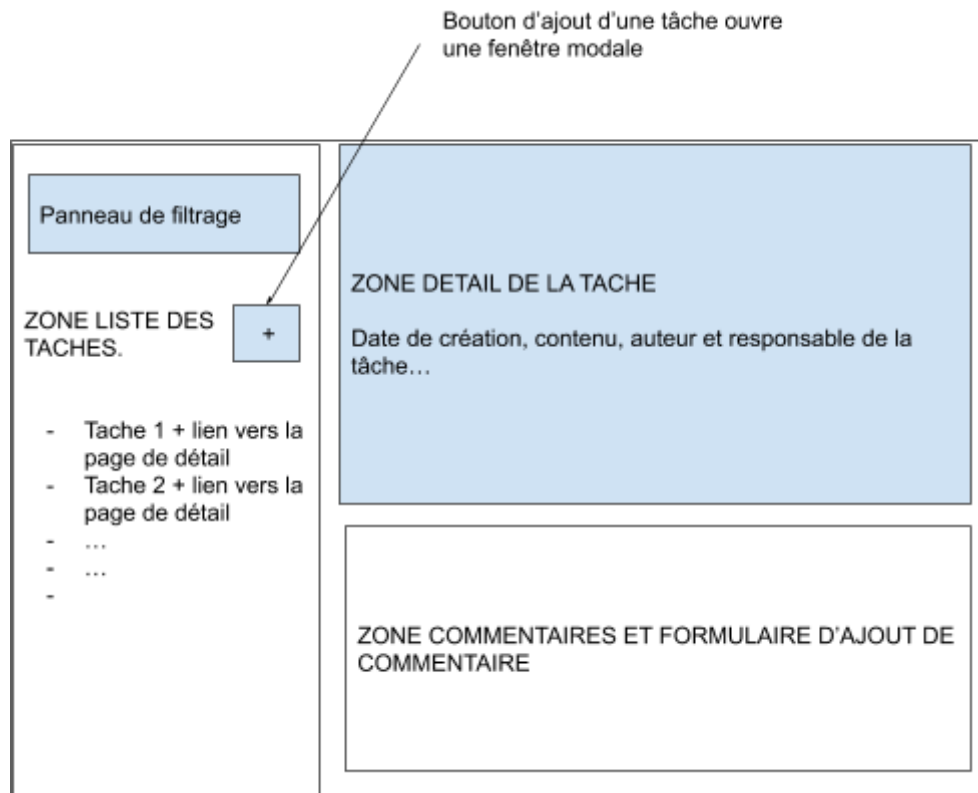 Bouton d'ajout d'une tâche ouvre
une fenêtre modale
Panneau de filtrage
ZONE LISTE DES
TACHES.
+
- Tache 1 + lien vers la
page de détail
- Tache 2 + lien vers la
page de détail
- …
- …
-
ZONE DETAIL DE LA TACHE
Date de création, contenu, auteur et responsable de la
tâche…
ZONE COMMENTAIRES ET FORMULAIRE D'AJOUT DE
COMMENTAIRE